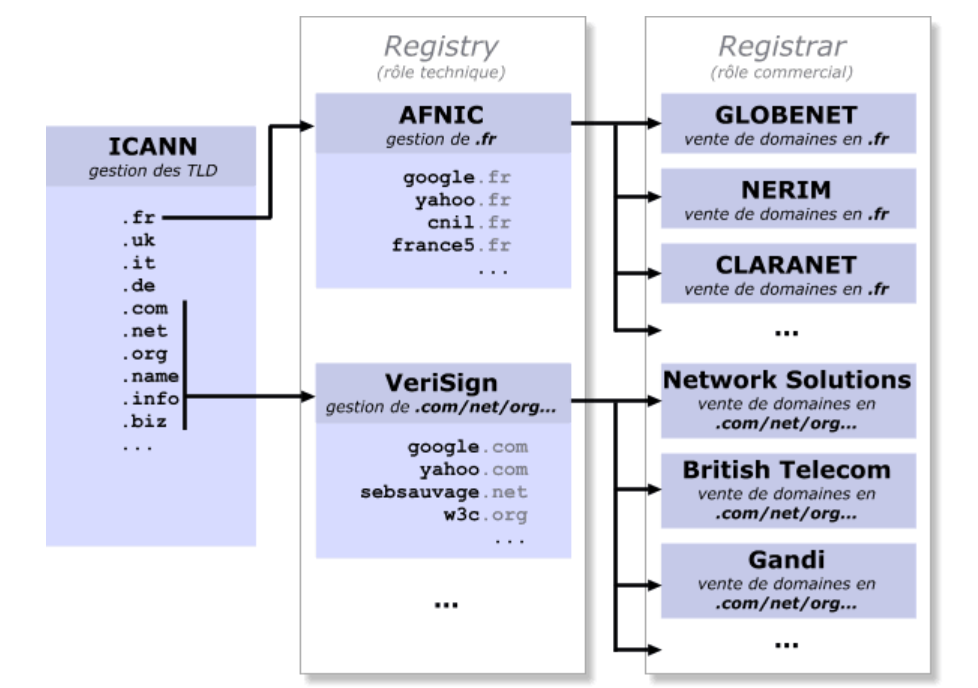 ICANN
gestion des TLD
.fr
.uk
.it
.de
.com
.net
.org
.name
.info
.biz
...
Registry
(rôle technique)
AFNIC
gestion de .fr
google.fr
yahoo.fr
cnil.fr
france5.fr
...
VeriSign
gestion de .com/net/org...
google.com
yahoo.com
sebsauvage.net
w3c.org
...
...
Registrar
(rôle commercial)
GLOBENET
vente de domaines en .fr
NERIM
vente de domaines en .fr
CLARANET
vente de domaines en .fr
...
Network Solutions
vente de domaines en
.com/net/org...
British Telecom
vente de domaines en
.com/net/org...
Gandi
vente de domaines en
.com/net/org...
...